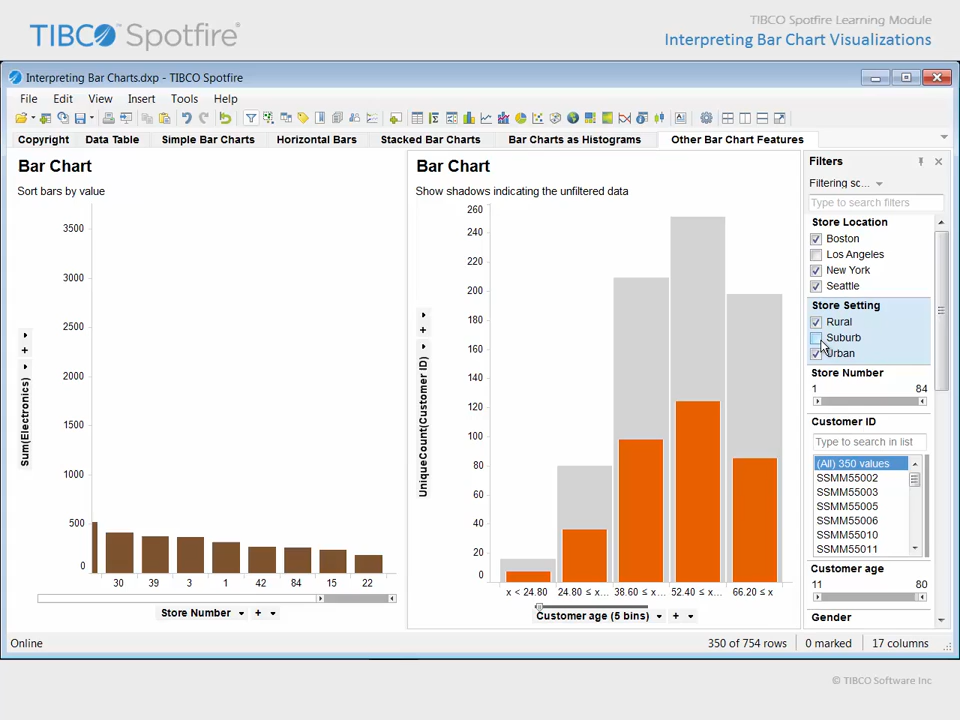 TIBCO Spotfire®
TIBCO Spotfire Learning Module
Interpreting Bar Chart Visualizations
Interpreting Bar Charts.dxp - TIBCO Spotfire
File Edit View Insert Tools Help
Copyright Data Table Simple Bar Charts Horizontal Bars Stacked Bar Charts Bar Charts as Histograms Other Bar Chart Features
Bar Chart
Sort bars by value
Sum(Electronics)
3500
3000
2500
2000
1500
1000
500
0
30 39 3 1 42 84 15 22
Store Number
Bar Chart
Show shadows indicating the unfiltered data
UniqueCount(Customer ID)
260
240
220
200
180
160
140
120
100
80
60
40
20
0
x < 24.80 24.80 ≤ x... 38.60 ≤ x... 52.40 ≤ x... 66.20 ≤ x
Customer age (5 bins)
Filters
Filtering sc...
Type to search filters
Store Location
Boston
Los Angeles
New York
Seattle
Store Setting
Rural
Suburb
Urban
Store Number
1 84
Customer ID
Type to search in list
(All) 350 values
SSMM55002
SSMM55003
SSMM55005
SSMM55006
SSMM55010
SSMM55011
Customer age
11 80
Gender
Online 350 of 754 rows 0 marked 17 columns
© TIBCO Software Inc